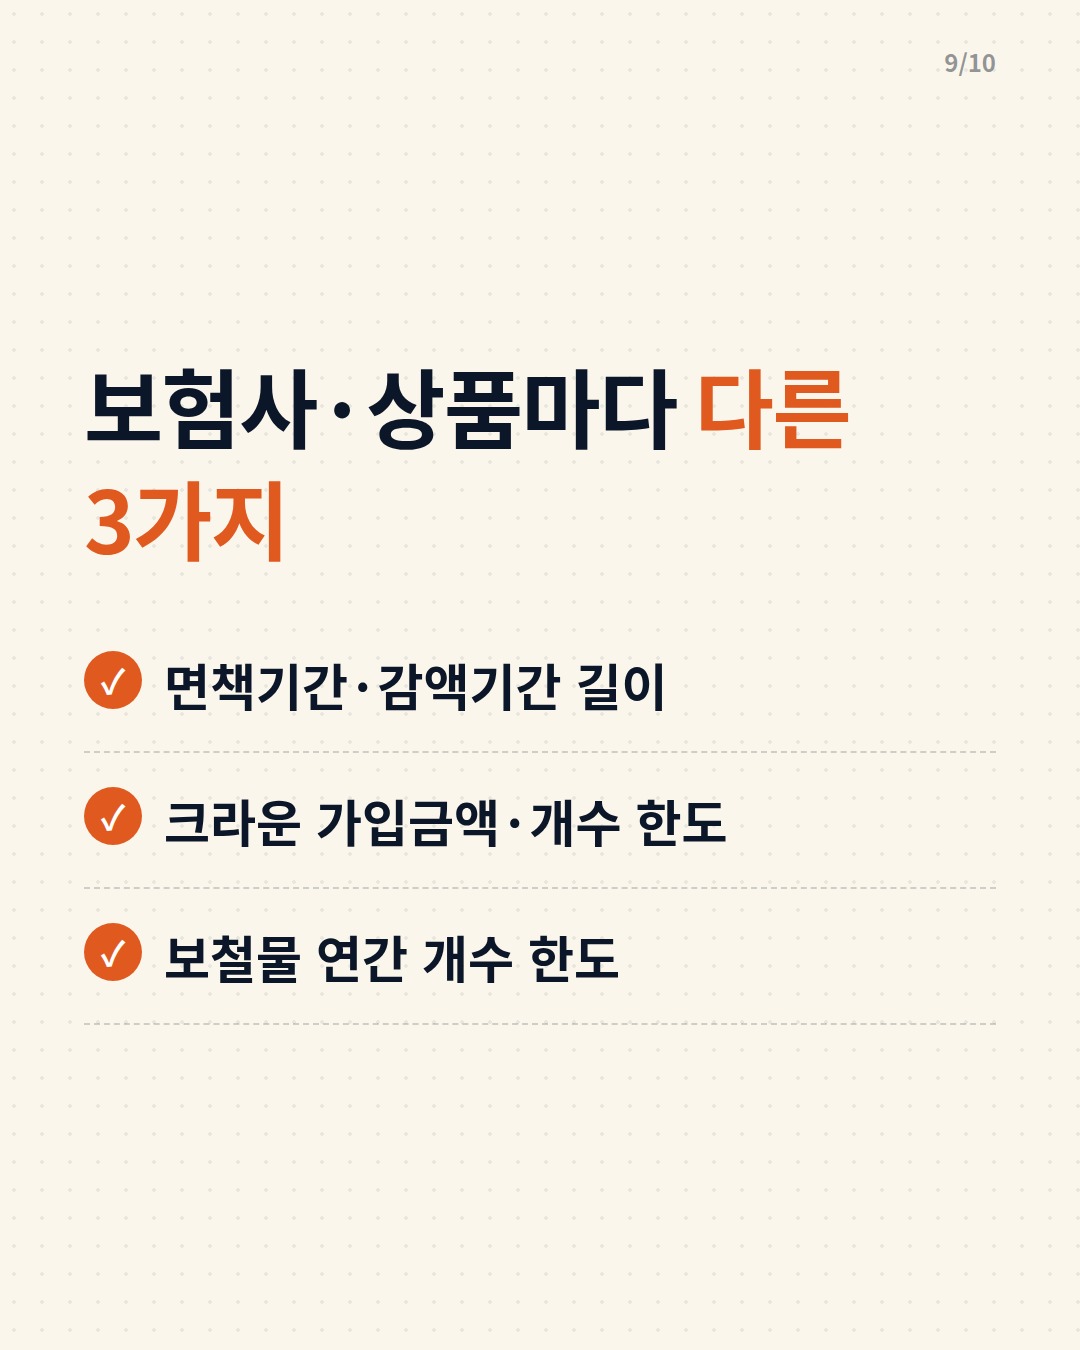 9/10
보험사·상품마다 다른
3가지
✓ 면책기간·감액기간 길이
✓ 크라운 가입금액·개수 한도
✓ 보철물 연간 개수 한도